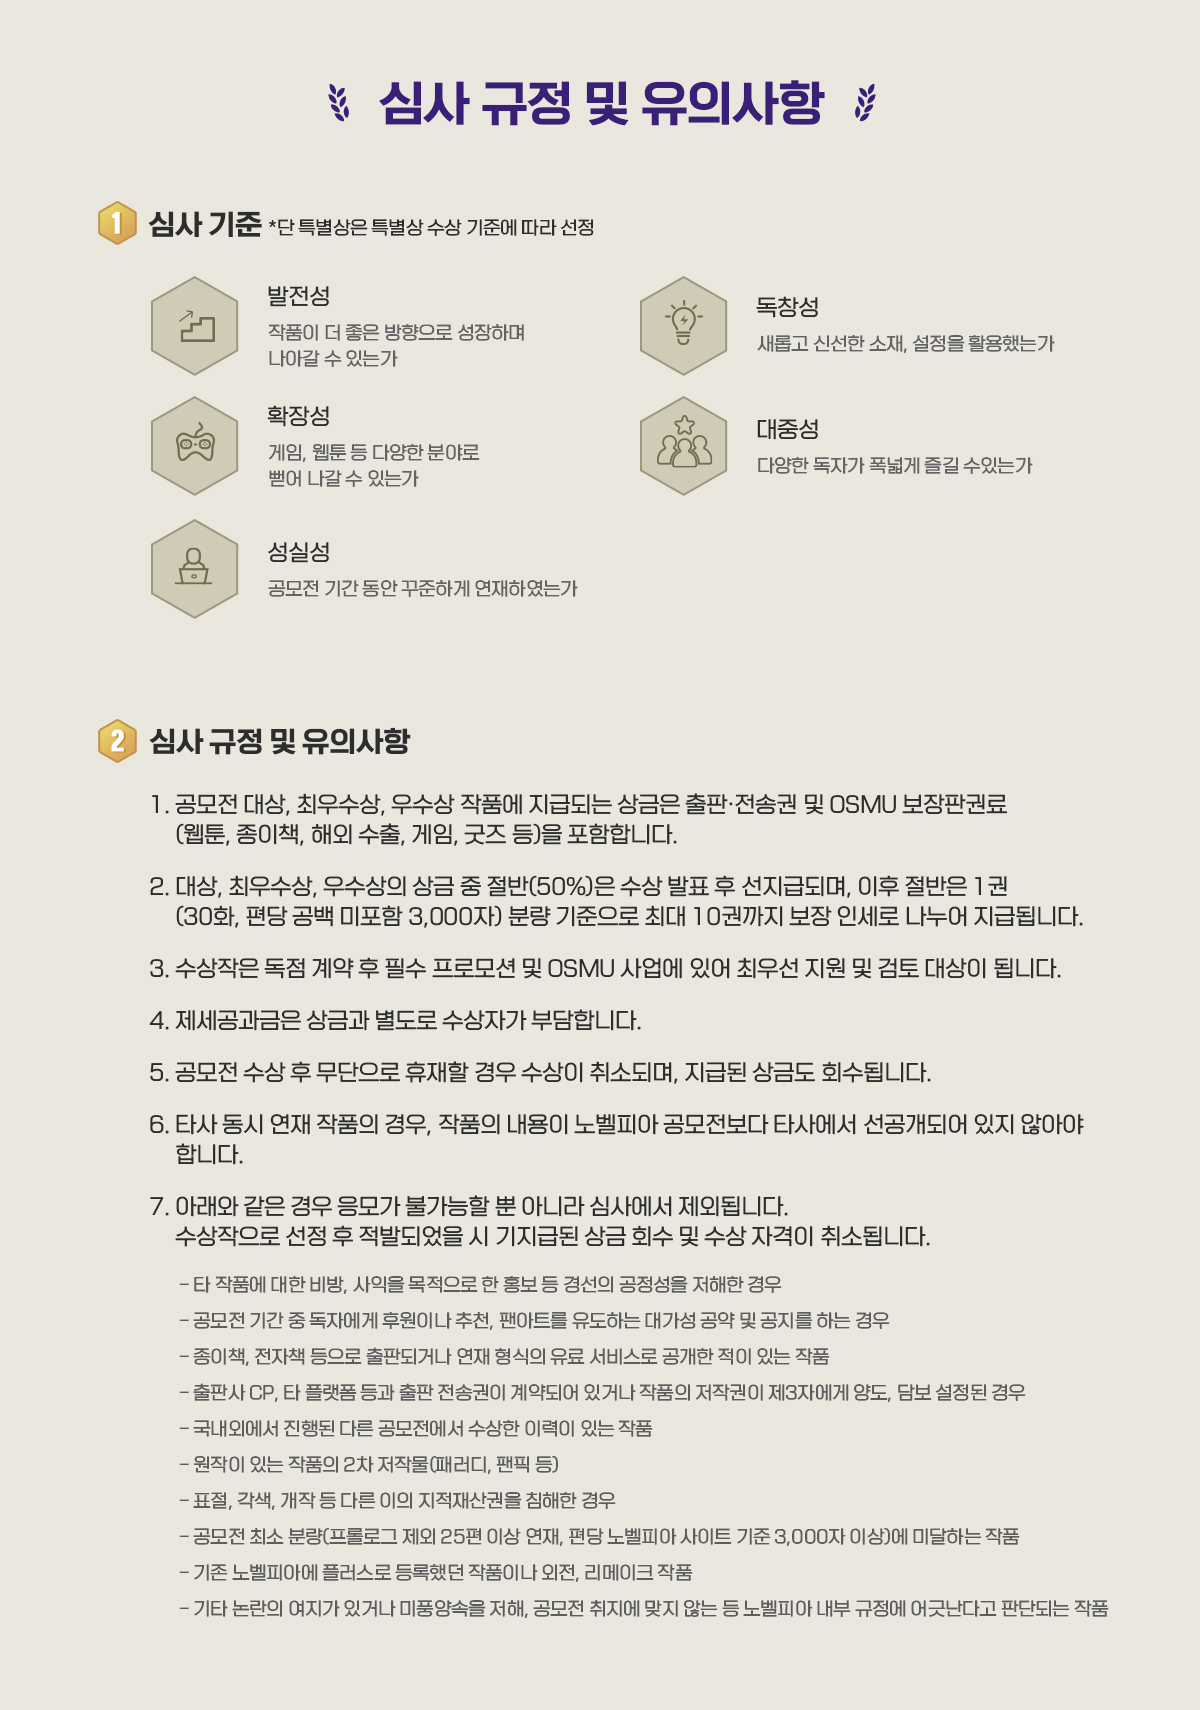 심사 규정 및 유의사항
1 심사 기준 *단 특별상은 특별상 수상 기준에 따라 선정
발전성
작품이 더 좋은 방향으로 성장하며
나아갈 수 있는가
독창성
새롭고 신선한 소재, 설정을 활용했는가
확장성
게임, 웹툰 등 다양한 분야로
뻗어 나갈 수 있는가
대중성
다양한 독자가 폭넓게 즐길 수있는가
성실성
공모전 기간 동안 꾸준하게 연재하였는가
2 심사 규정 및 유의사항
1. 공모전 대상, 최우수상, 우수상 작품에 지급되는 상금은 출판·전송권 및 OSMU 보장판권료
(웹툰, 종이책, 해외 수출, 게임, 굿즈 등)을 포함합니다.
2. 대상, 최우수상, 우수상의 상금 중 절반(50%)은 수상 발표 후 선지급되며, 이후 절반은 1권
(30화, 편당 공백 미포함 3,000자) 분량 기준으로 최대 10권까지 보장 인세로 나누어 지급됩니다.
3. 수상작은 독점 계약 후 필수 프로모션 및 OSMU 사업에 있어 최우선 지원 및 검토 대상이 됩니다.
4. 제세공과금은 상금과 별도로 수상자가 부담합니다.
5. 공모전 수상 후 무단으로 휴재할 경우 수상이 취소되며, 지급된 상금도 회수됩니다.
6. 타사 동시 연재 작품의 경우, 작품의 내용이 노벨피아 공모전보다 타사에서 선공개되어 있지 않아야
합니다.
7. 아래와 같은 경우 응모가 불가능할 뿐 아니라 심사에서 제외됩니다.
수상작으로 선정 후 적발되었을 시 기지급된 상금 회수 및 수상 자격이 취소됩니다.
- 타 작품에 대한 비방, 사익을 목적으로 한 홍보 등 경선의 공정성을 저해한 경우
- 공모전 기간 중 독자에게 후원이나 추천, 팬아트를 유도하는 대가성 공약 및 공지를 하는 경우
- 종이책, 전자책 등으로 출판되거나 연재 형식의 유료 서비스로 공개한 적이 있는 작품
- 출판사 CP, 타 플랫폼 등과 출판 전송권이 계약되어 있거나 작품의 저작권이 제3자에게 양도, 담보 설정된 경우
- 국내외에서 진행된 다른 공모전에서 수상한 이력이 있는 작품
- 원작이 있는 작품의 2차 저작물(패러디, 팬픽 등)
- 표절, 각색, 개작 등 다른 이의 지적재산권을 침해한 경우
- 공모전 최소 분량(프롤로그 제외 25편 이상 연재, 편당 노벨피아 사이트 기준 3,000자 이상)에 미달하는 작품
- 기존 노벨피아에 플러스로 등록했던 작품이나 외전, 리메이크 작품
- 기타 논란의 여지가 있거나 미풍양속을 저해, 공모전 취지에 맞지 않는 등 노벨피아 내부 규정에 어긋난다고 판단되는 작품